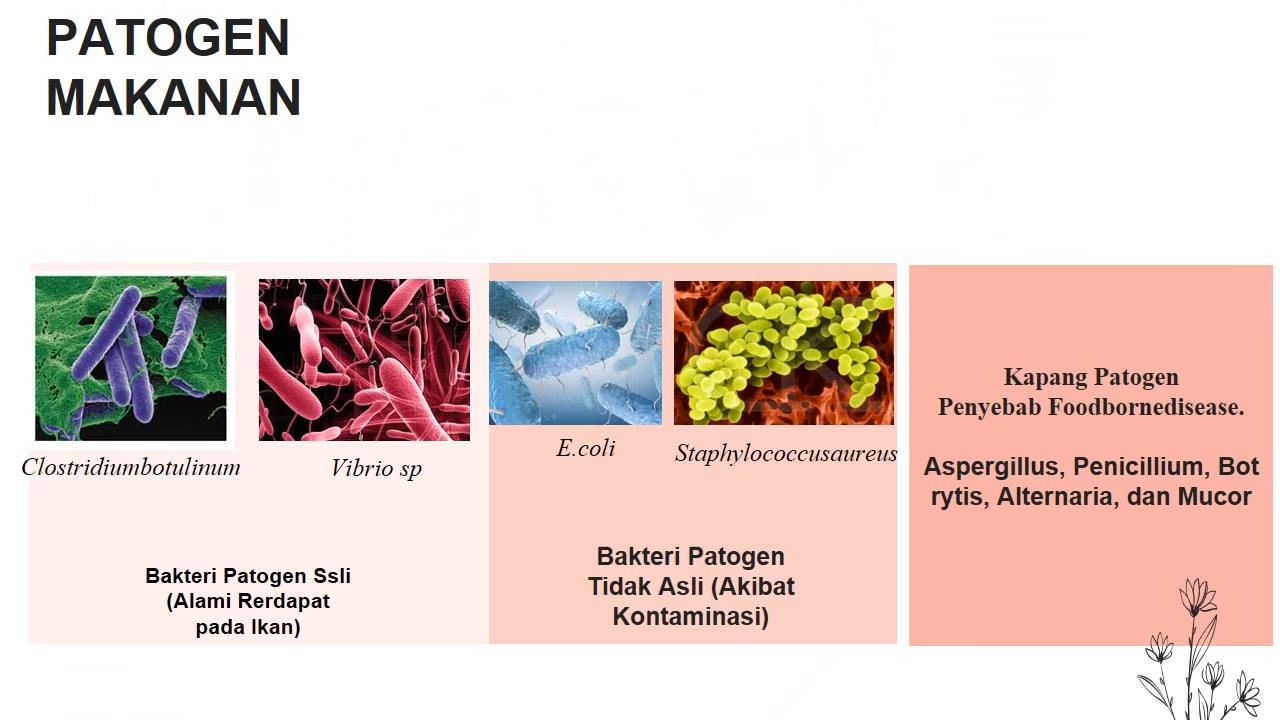 PATOGEN
MAKANAN
Clostridiumbotulinum
Vibrio sp
E.coli
Staphylococcusaureus
Bakteri Patogen Ssli
(Alami Rerdapat
pada Ikan)
Bakteri Patogen
Tidak Asli (Akibat
Kontaminasi)
Kapang Patogen
Penyebab Foodbornedisease.
Aspergillus, Penicillium, Bot
rytis, Alternaria, dan Mucor